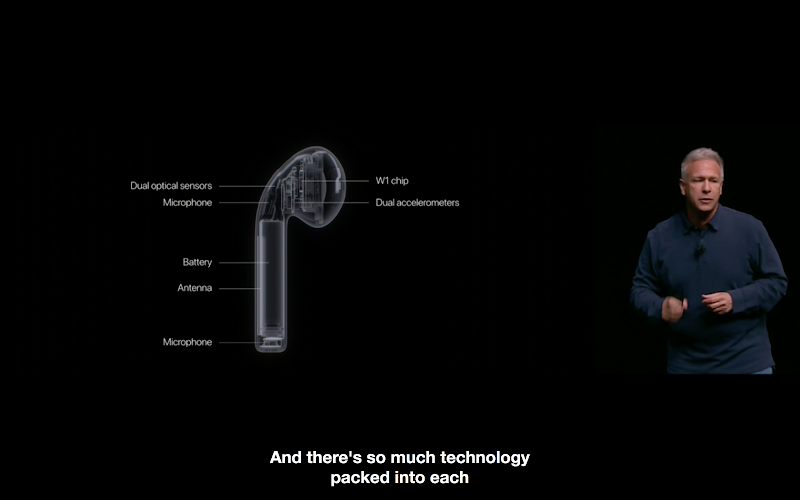 Dual optical sensors
Microphone
Battery
Antenna
Microphone
W1 chip
Dual accelerometers
And there's so much technology
packed into each